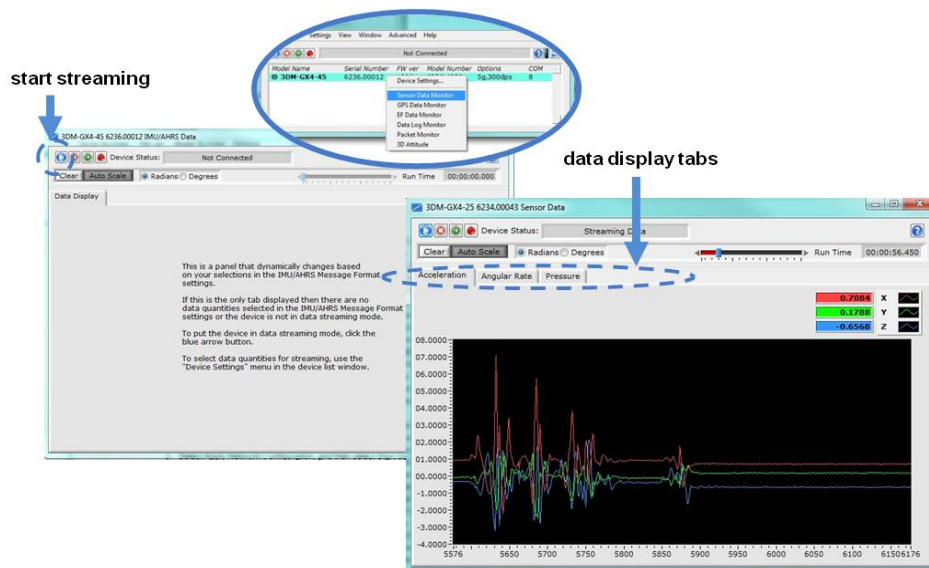 Settings View Window Advanced Help
Not Connected
Model Name Serial Number FW ver Model Number Options COM
3DM-GX4-45 6236.00012 5g,300dps 8
Device Settings...
Sensor Data Monitor
GPS Data Monitor
EF Data Monitor
Data Log Monitor
Packet Monitor
3D Attitude
start streaming
3DM-GX4-45 6236.00012 IMU/AHRS Data
Device Status: Not Connected
Clear Auto Scale Radians Degrees Run Time 00:00:00.000
Data Display
This is a panel that dynamically changes based
on your selections in the IMU/AHRS Message Format
settings.
If this is the only tab displayed then there are no
data quantities selected in the IMU/AHRS Message Format
settings or the device is not in data streaming mode.
To put the device in data streaming mode, click the
blue arrow button.
To select data quantities for streaming, use the
"Device Settings" menu in the device list window.
data display tabs
3DM-GX4-25 6234.00043 Sensor Data
Device Status: Streaming Data
Clear Auto Scale Radians Degrees Run Time 00:00:56.450
Acceleration Angular Rate Pressure
0.7084 X
0.1788 Y
-0.6568 Z
08.0000
07.0000
06.0000
05.0000
04.0000
03.0000
02.0000
01.0000
00.0000
-1.0000
-2.0000
-3.0000
-4.0000
5576 5650 5700 5750 5800 5850 5900 5950 6000 6050 6100 6150 6176